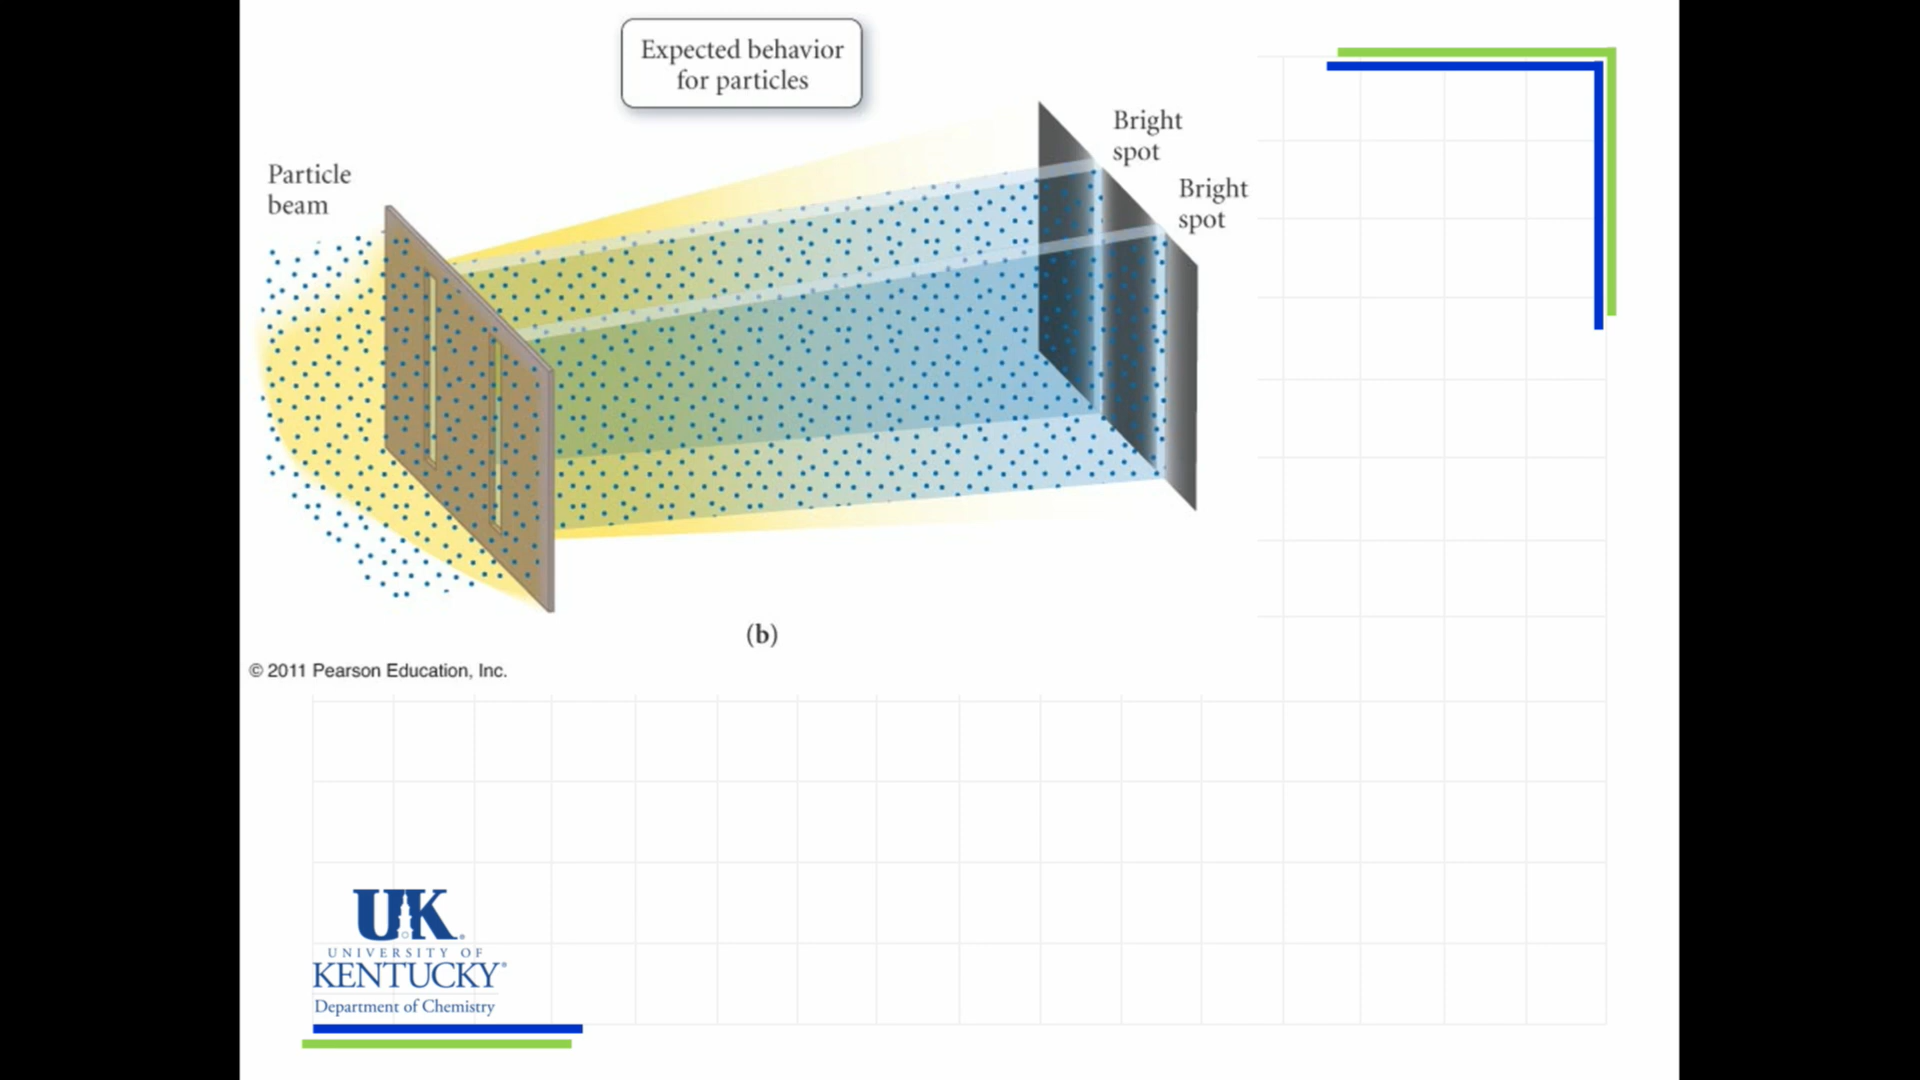 Expected behavior
for particles
Bright
spot
Particle
beam
Bright
spot
(b)
© 2011 Pearson Education, Inc.
UK
UNIVERSITY OF
KENTUCKY®
Department of Chemistry